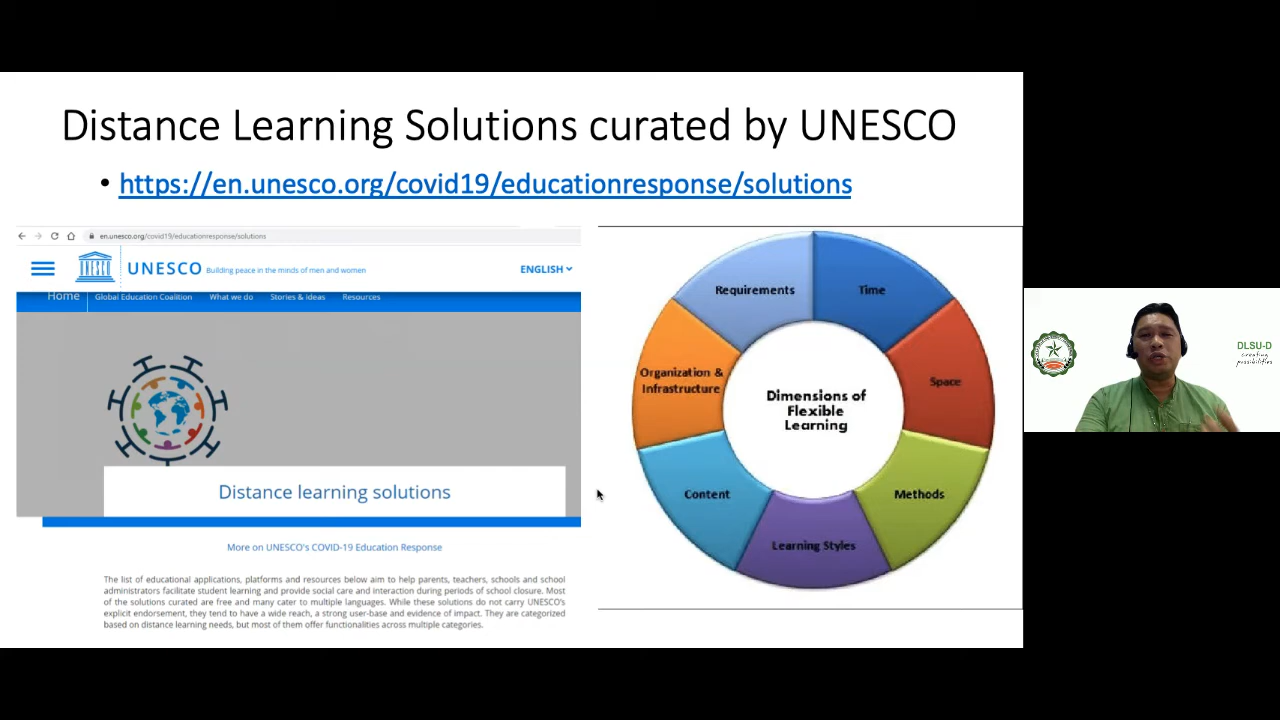 Distance Learning Solutions curated by UNESCO
• https://en.unesco.org/covid19/educationresponse/solutions
en.unesco.org/covid19/educationresponse/solutions
UNESCO
UNESCO Building peace in the minds of men and women
ENGLISH
Home Global Education Coalition What we do Stories & Ideas Resources
Distance learning solutions
More on UNESCO's COVID-19 Education Response
The list of educational applications, platforms and resources below aim to help parents, teachers, schools and school
administrators facilitate student learning and provide social care and interaction during periods of school closure. Most
of the solutions curated are free and many cater to multiple languages. While these solutions do not carry UNESCO's
explicit endorsement, they tend to have a wide reach, a strong user-base and evidence of impact. They are categorized
based on distance learning needs, but most of them offer functionalities across multiple categories.
Requirements
Time
Organization &
Infrastructure
Space
Dimensions of
Flexible
Learning
Content
Methods
Learning Styles
DLSU-D
creating
possibilities